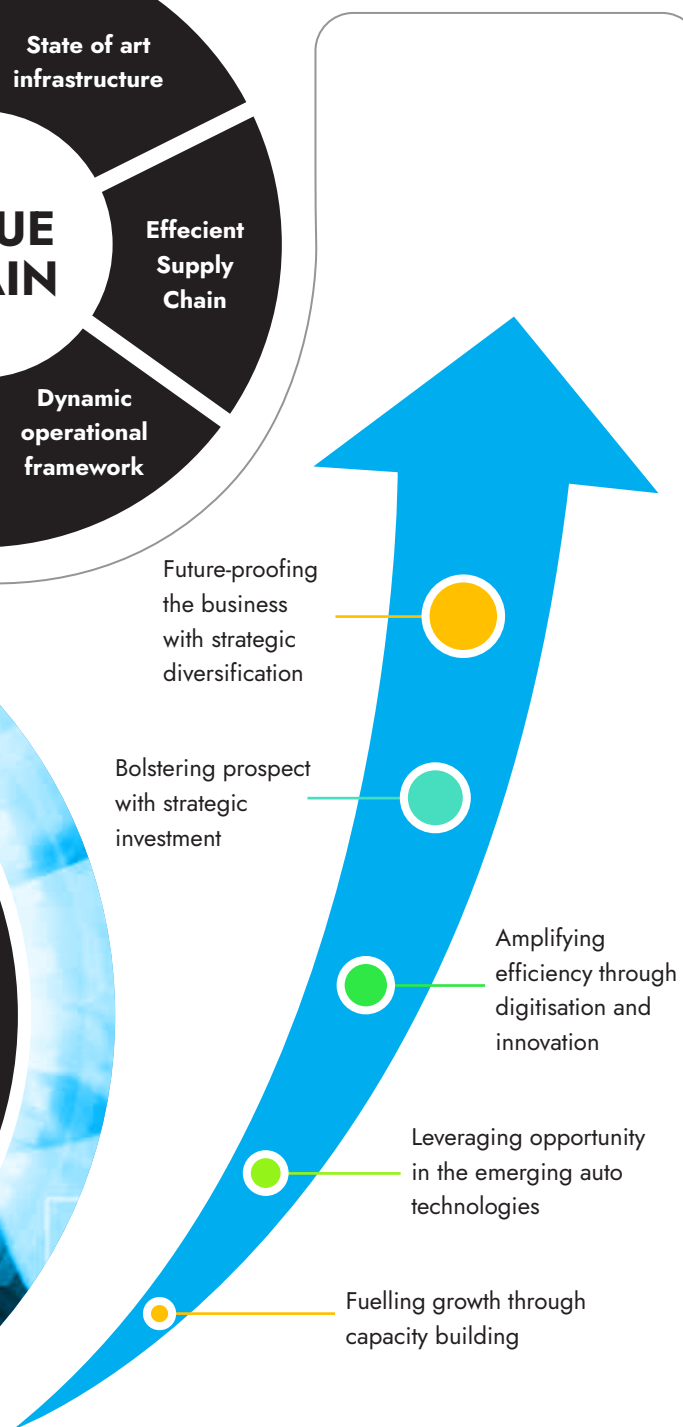 State of art
infrastructure
UE
AIN
Effecient
Supply
Chain
Dynamic
operational
framework
Future-proofing
the business
with strategic
diversification
Bolstering prospect
with strategic
investment
Amplifying
efficiency through
digitisation and
innovation
Leveraging opportunity
in the emerging auto
technologies
Fuelling growth through
capacity building